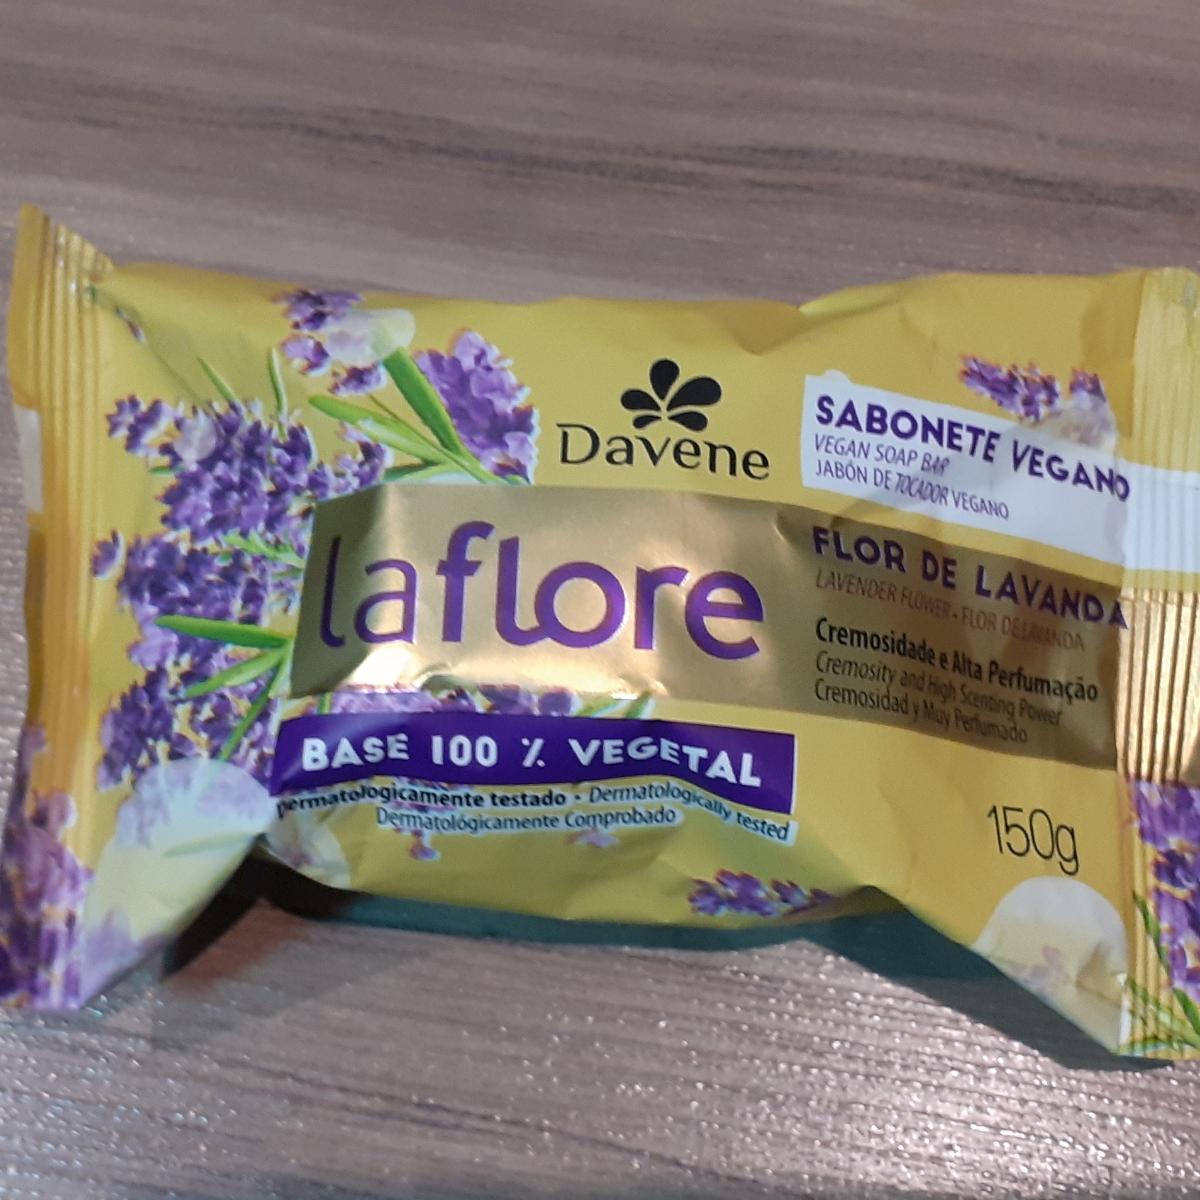 Davene
laflore
BASE 100 % VEGETAL
Dermatologicamente testado • Dermatologically tested
Dermatológicamente Comprobado
SABONETE VEGANO
VEGAN SOAP BAR
JABÓN DE TOCADOR VEGANO
FLOR DE LAVANDA
LAVENDER FLOWER • FLOR DE LAVANDA
Cremosidade e Alta Perfumação
Cremosity and High Scenting Power
Cremosidad y Muy Perfumado
150g